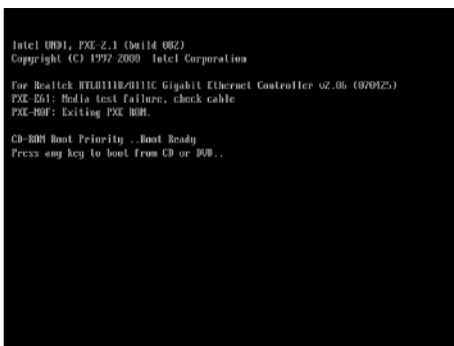 Intel UNDI, PXE-2.1 (build 082)
Copyright (C) 1997-2000 Intel Corporation
For Realtek RTL8111B/8111C Gigabit Ethernet Controller v2.06 (070425)
PXE-E61: Media test failure, check cable
PXE-M0F: Exiting PXE ROM.
CD-ROM Boot Priority ..Boot Ready
Press any key to boot from CD or DVD..